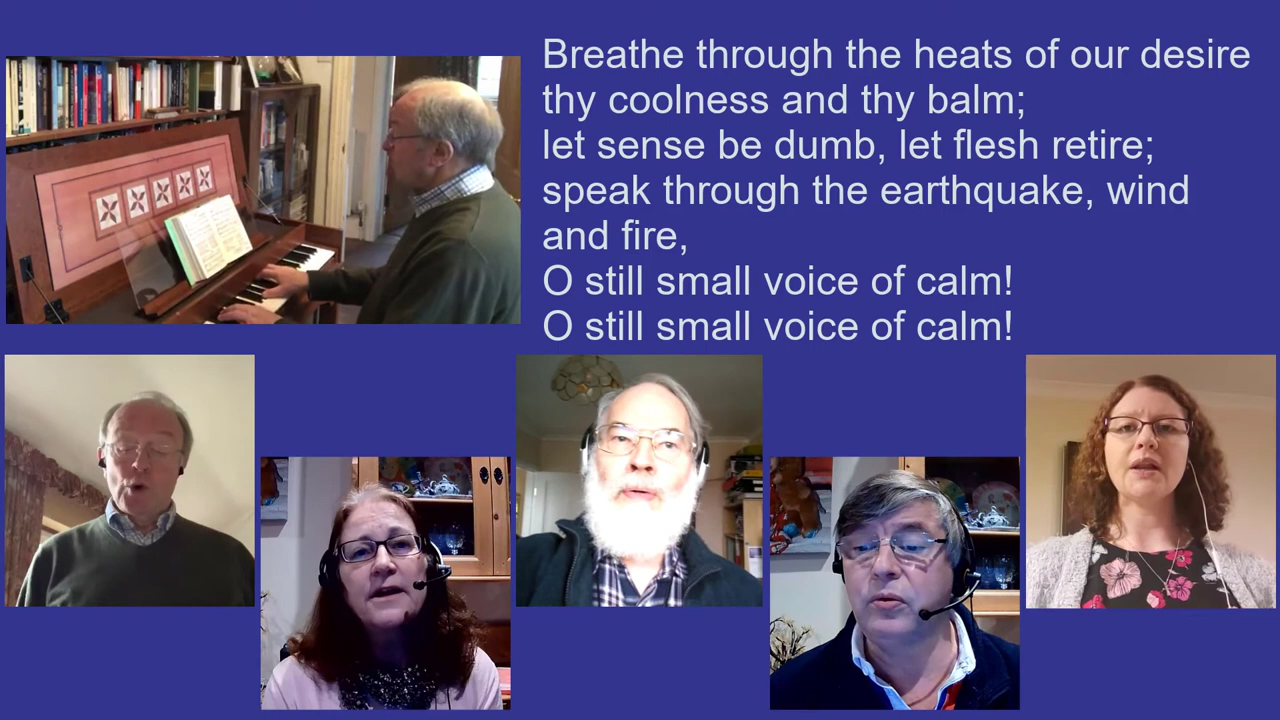 Breathe through the heats of our desire
thy coolness and thy balm;
let sense be dumb, let flesh retire;
speak through the earthquake, wind
and fire,
O still small voice of calm!
O still small voice of calm!